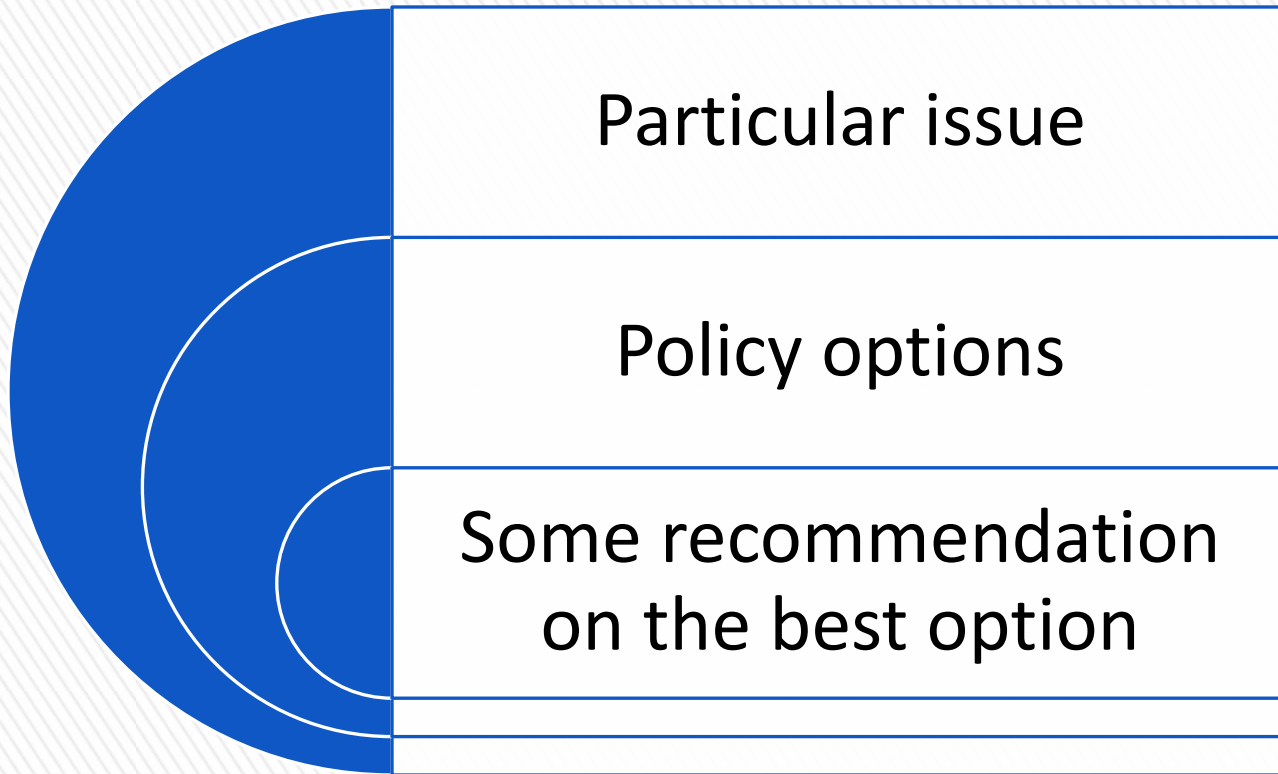 Particular issue
Policy options
Some recommendation
on the best option